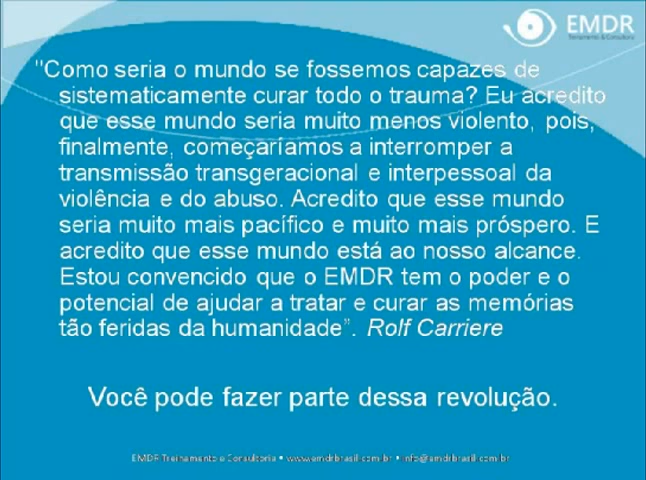 EMDR
Treinamento & Consultoria
"Como seria o mundo se fossemos capazes de
sistematicamente curar todo o trauma? Eu acredito
que esse mundo seria muito menos violento, pois,
finalmente, começaríamos a interromper a
transmissão transgeracional e interpessoal da
violência e do abuso. Acredito que esse mundo
seria muito mais pacífico e muito mais próspero. E
acredito que esse mundo está ao nosso alcance.
Estou convencido que o EMDR tem o poder e o
potencial de ajudar a tratar e curar as memórias
tão feridas da humanidade". Rolf Carriere
Você pode fazer parte dessa revolução.
EMDR Treinamento e Consultoria • www.emdrbrasil.com.br • info@emdrbrasil.com.br